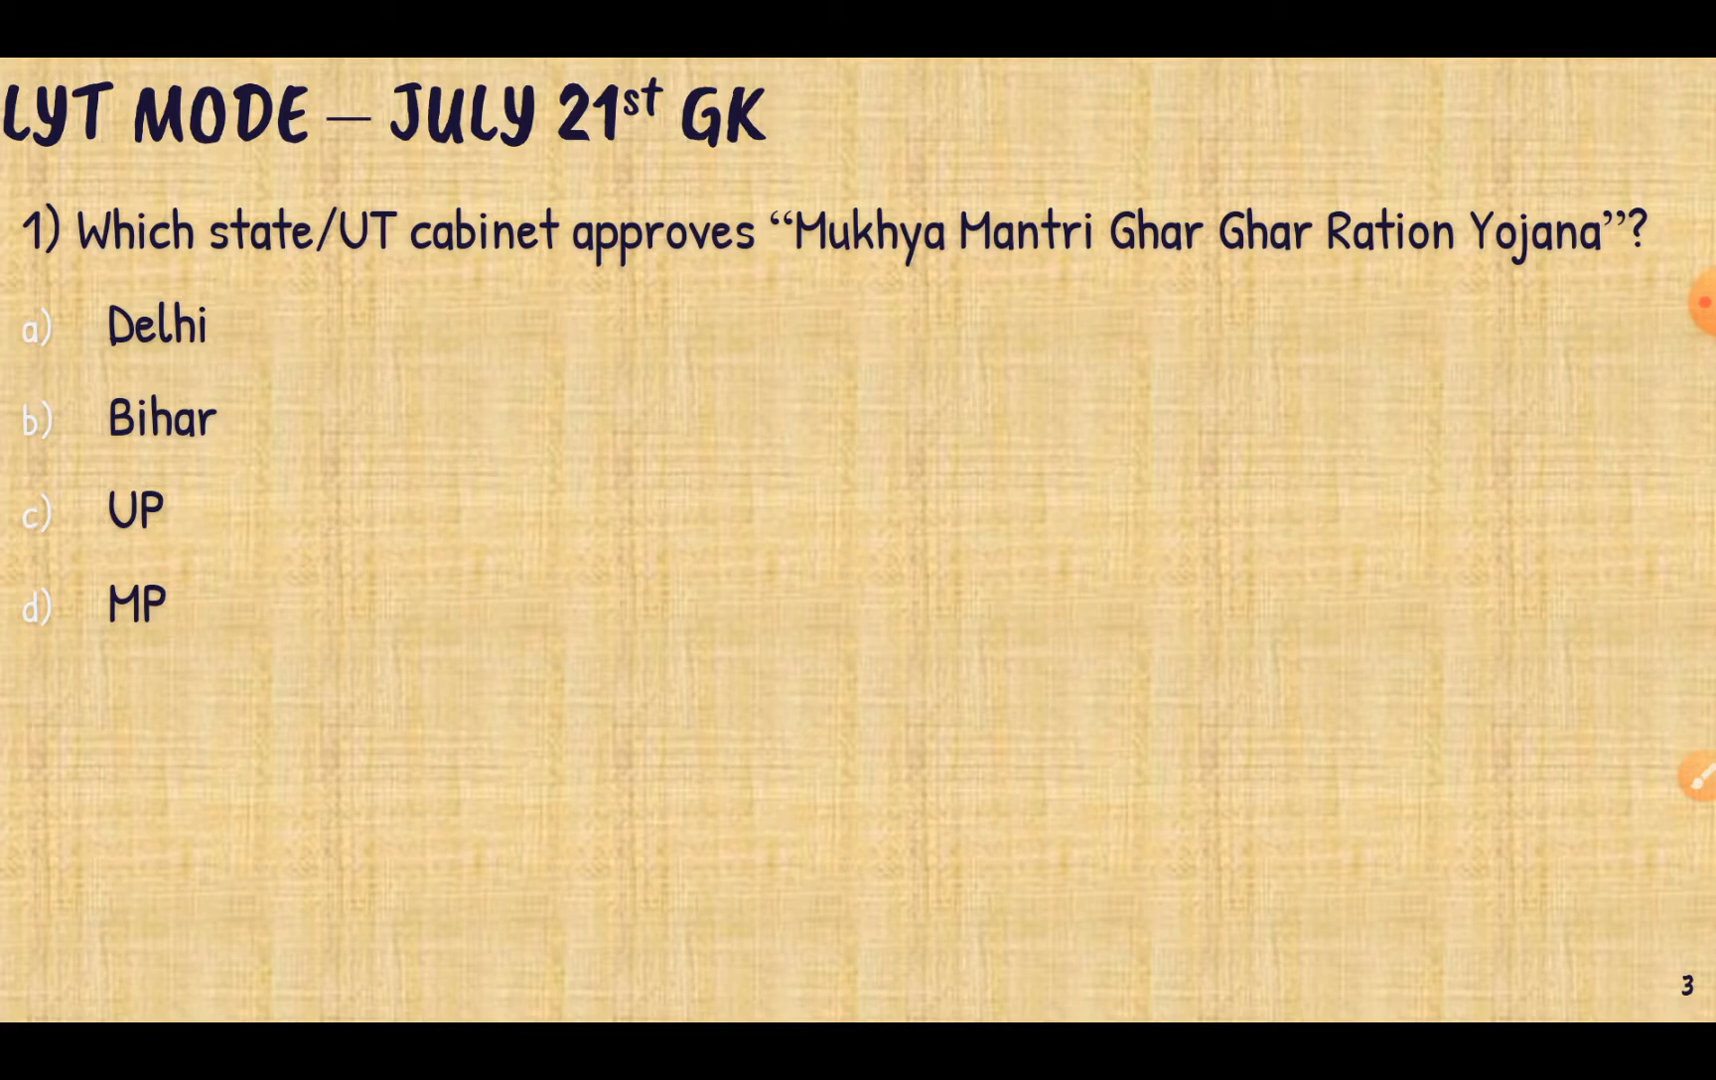 LYT MODE – JULY 21st GK
1) Which state/UT cabinet approves “Mukhya Mantri Ghar Ghar Ration Yojana”?
a) Delhi
b) Bihar
c) UP
d) MP
3